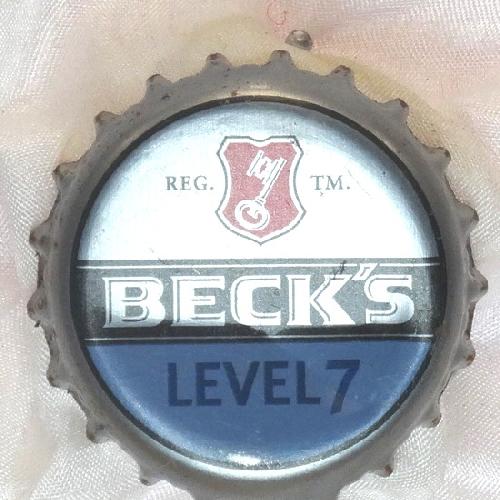 REG. TM.
BECK'S
LEVEL 7